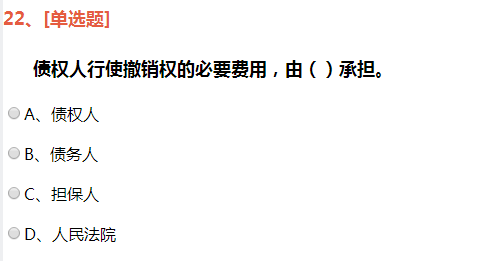 22、[单选题]
债权人行使撤销权的必要费用，由（ ）承担。
A、债权人
B、债务人
C、担保人
D、人民法院